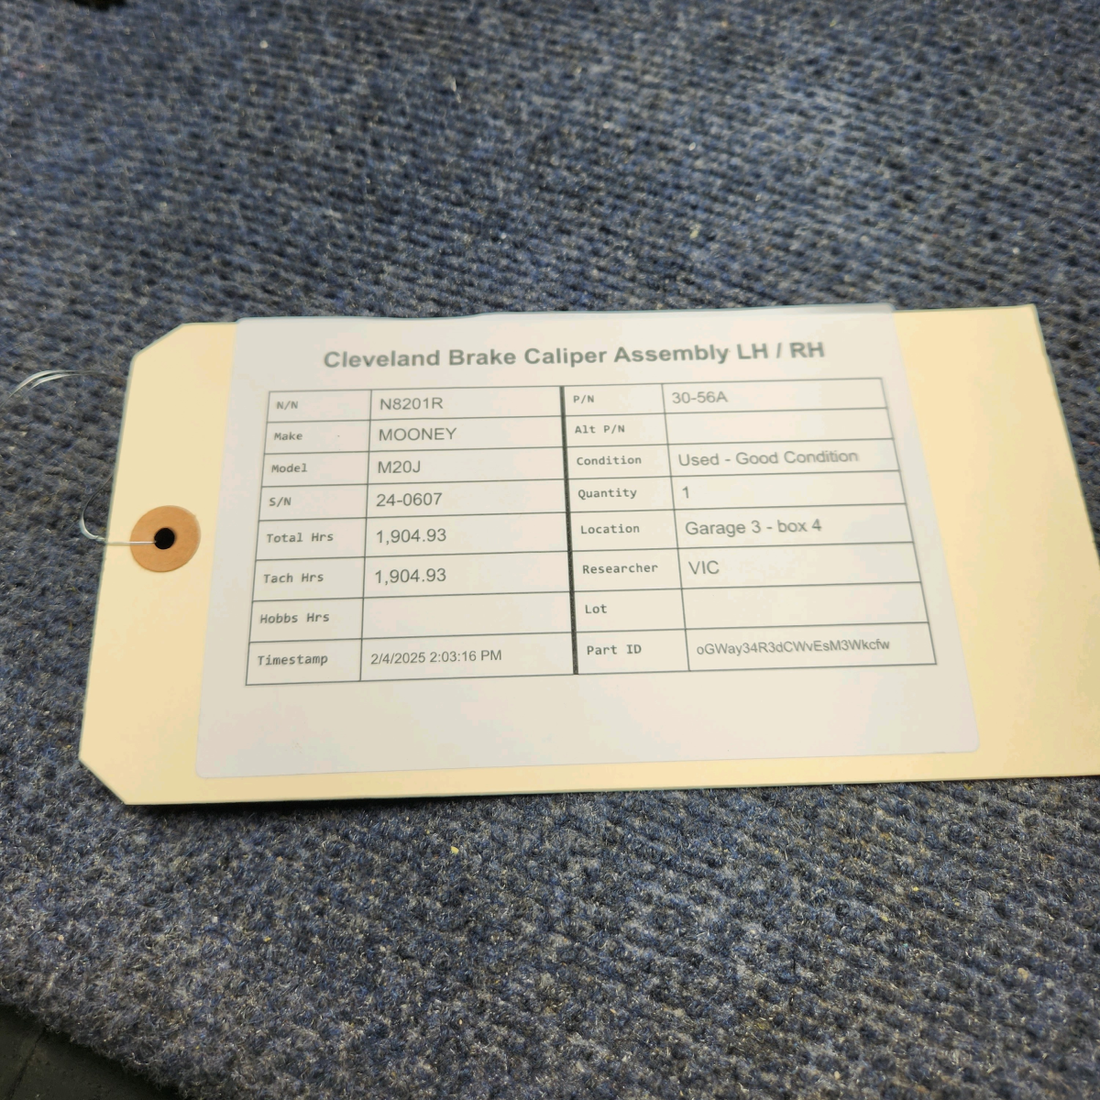 Cleveland Brake Caliper Assembly LH / RH
N/N N8201R P/N 30-56A
Make MOONEY Alt P/N
Model M20J Condition Used - Good Condition
S/N 24-0607 Quantity 1
Total Hrs 1,904.93 Location Garage 3 - box 4
Tach Hrs 1,904.93 Researcher VIC
Hobbs Hrs Lot
Timestamp 2/4/2025 2:03:16 PM Part ID oGWay34R3dCWvEsM3Wkcfw